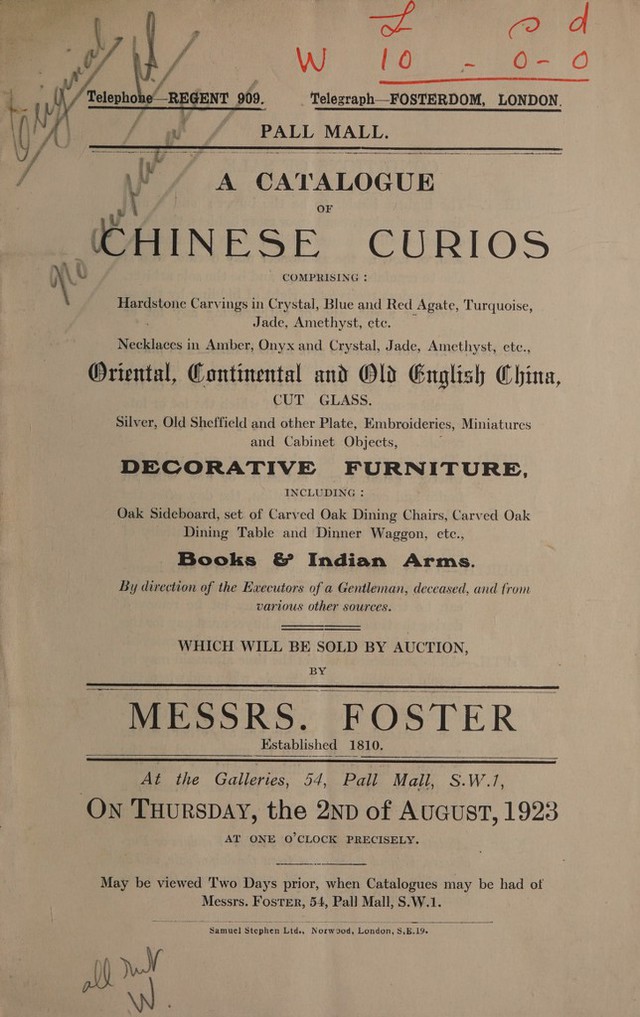 Original
£ s d
W 10 - 0 - 0
Telephone—REGENT 909. Telegraph—FOSTERDOM, LONDON.
PALL MALL.
A CATALOGUE
OF
CHINESE CURIOS
COMPRISING :
Hardstone Carvings in Crystal, Blue and Red Agate, Turquoise,
Jade, Amethyst, etc.
Necklaces in Amber, Onyx and Crystal, Jade, Amethyst, etc.,
Oriental, Continental and Old English China,
CUT GLASS.
Silver, Old Sheffield and other Plate, Embroideries, Miniatures
and Cabinet Objects,
DECORATIVE FURNITURE,
INCLUDING :
Oak Sideboard, set of Carved Oak Dining Chairs, Carved Oak
Dining Table and Dinner Waggon, etc.,
Books & Indian Arms.
By direction of the Executors of a Gentleman, deceased, and from
various other sources.
WHICH WILL BE SOLD BY AUCTION,
BY
MESSRS. FOSTER
Established 1810.
At the Galleries, 54, Pall Mall, S.W.1,
ON THURSDAY, the 2ND of AUGUST, 1923
AT ONE O'CLOCK PRECISELY.
May be viewed Two Days prior, when Catalogues may be had of
Messrs. FOSTER, 54, Pall Mall, S.W.1.
Samuel Stephen Ltd., Norwood, London, S.E.19.
all
W.